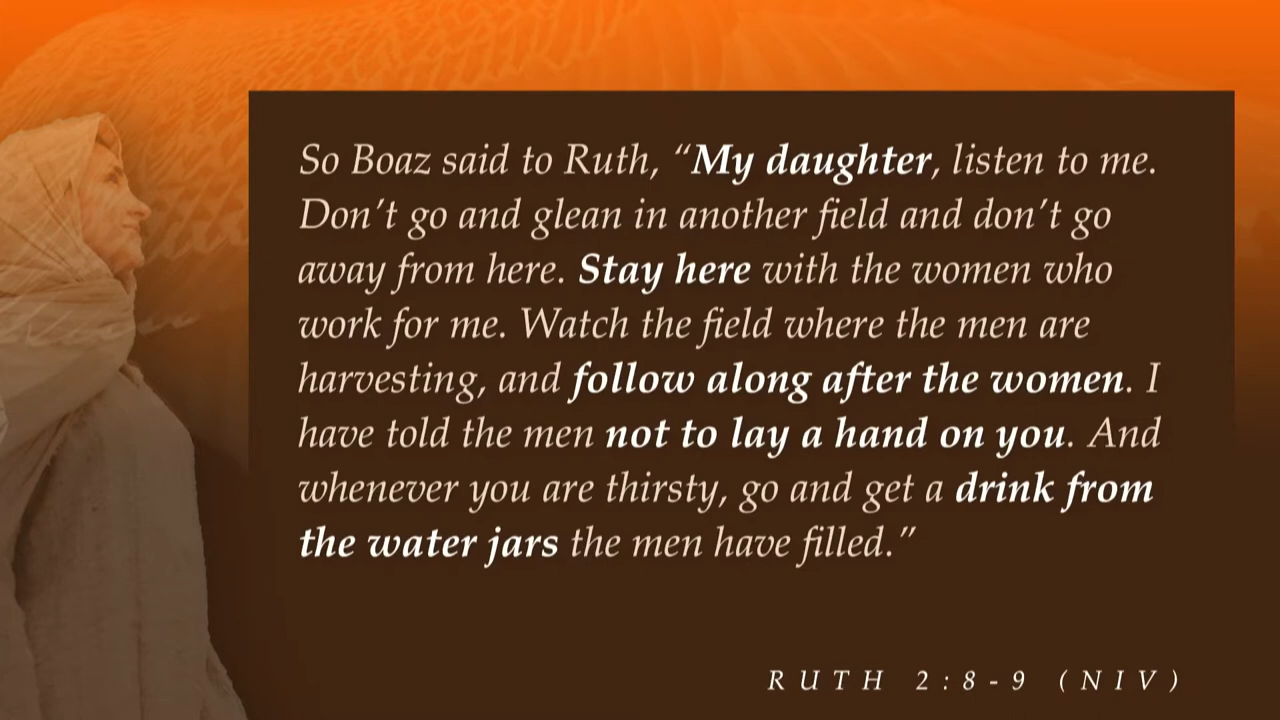 So Boaz said to Ruth, “My daughter, listen to me.
Don’t go and glean in another field and don’t go
away from here. Stay here with the women who
work for me. Watch the field where the men are
harvesting, and follow along after the women. I
have told the men not to lay a hand on you. And
whenever you are thirsty, go and get a drink from
the water jars the men have filled.”
RUTH 2:8-9 (NIV)